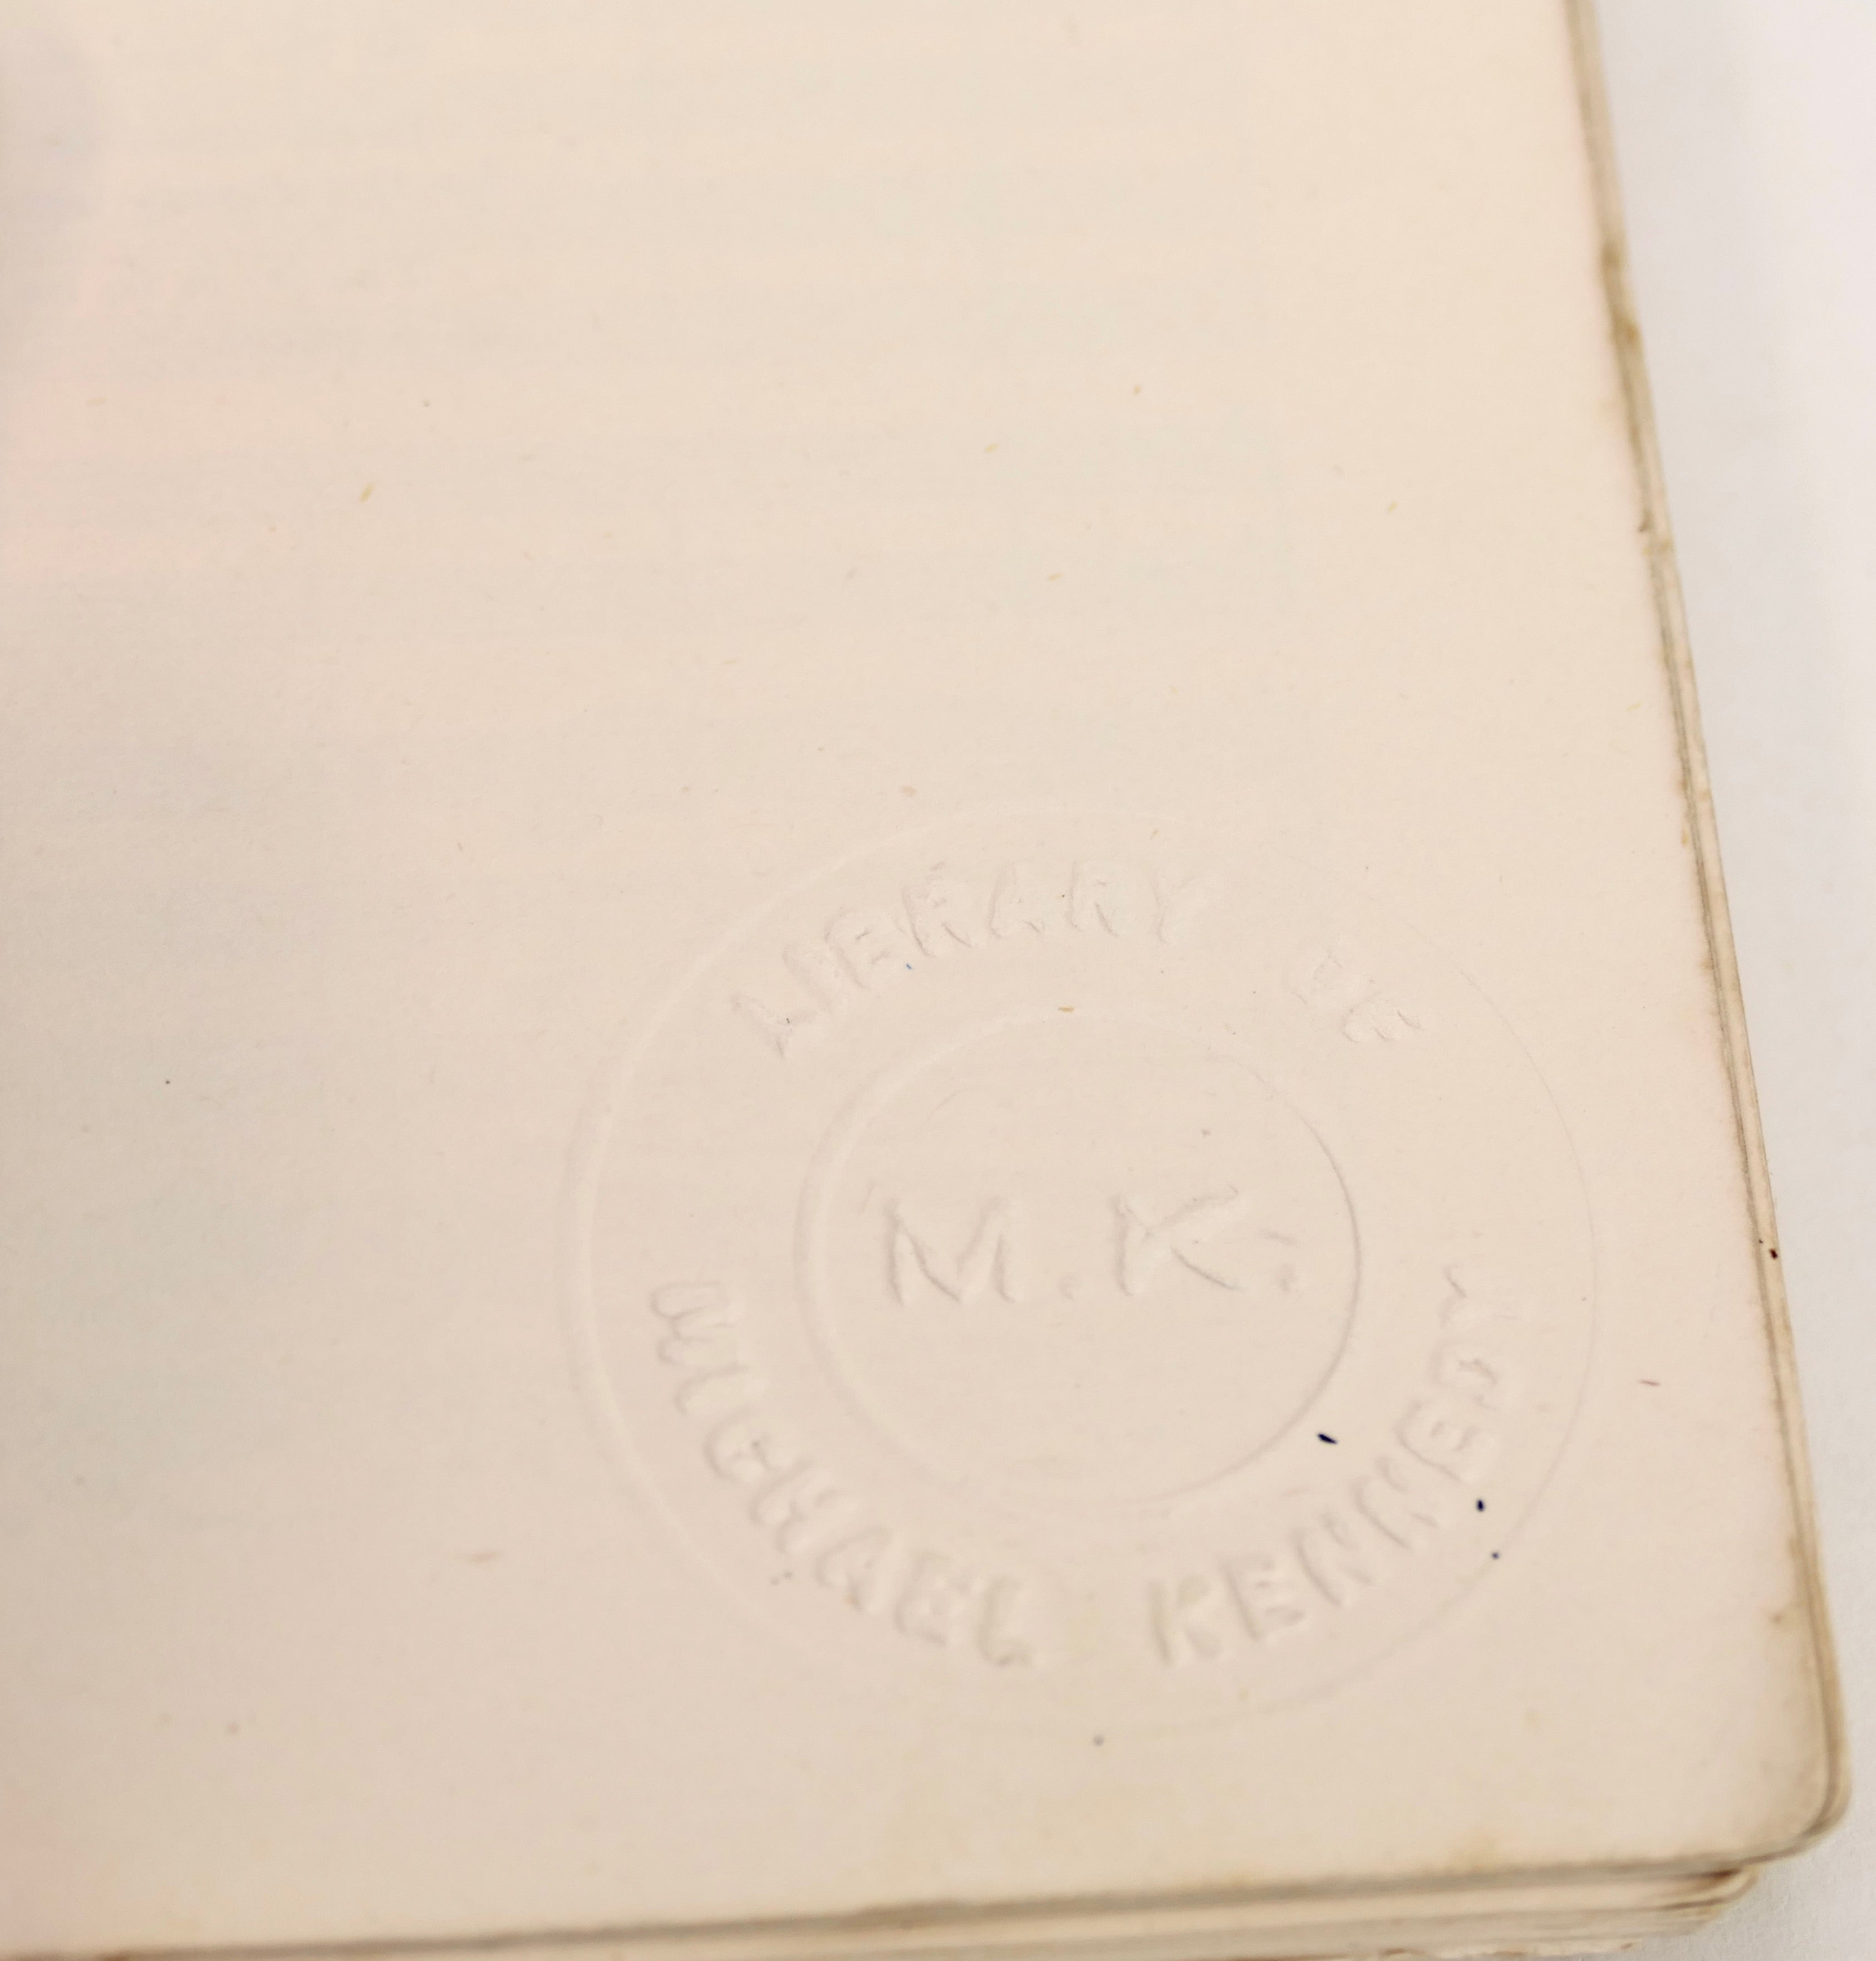 LIBRARY OF
M.K.
MICHAEL KENNEDY